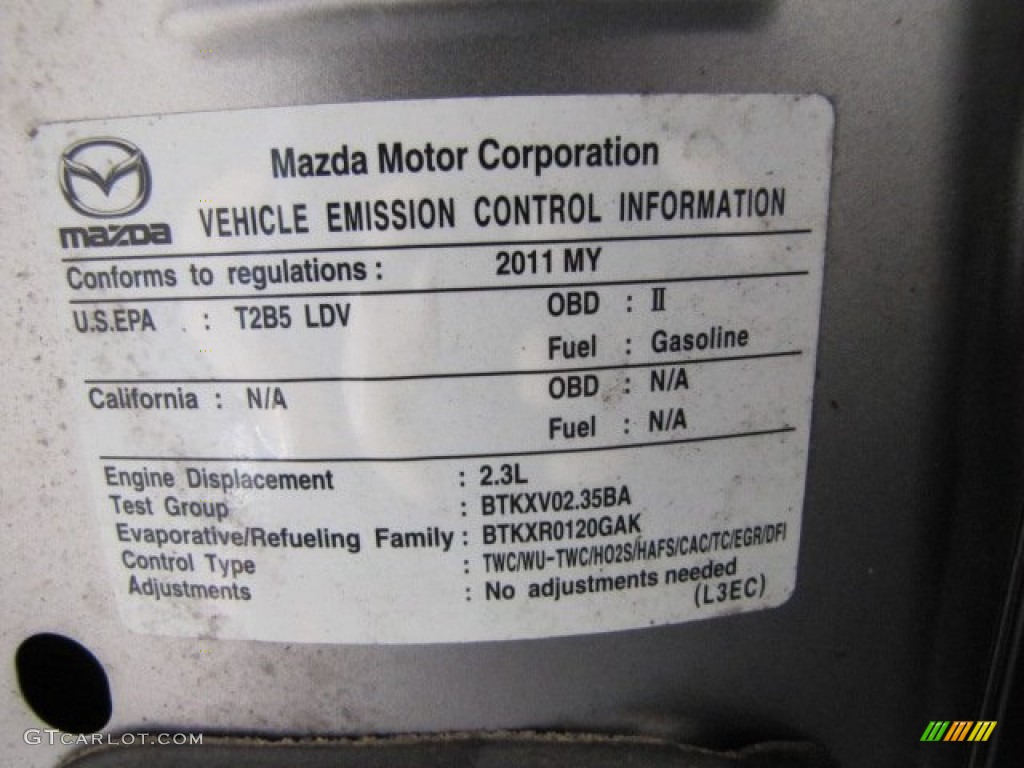 Mazda Motor Corporation
mazda
VEHICLE EMISSION CONTROL INFORMATION
Conforms to regulations : 2011 MY
U.S.EPA : T2B5 LDV OBD : II
Fuel : Gasoline
California : N/A OBD : N/A
Fuel : N/A
Engine Displacement : 2.3L
Test Group : BTKXV02.35BA
Evaporative/Refueling Family : BTKXR0120GAK
Control Type : TWC/WU-TWC/HO2S/HAFS/CAC/TC/EGR/DFI
Adjustments : No adjustments needed
(L3EC)
GTCARLOT.COM